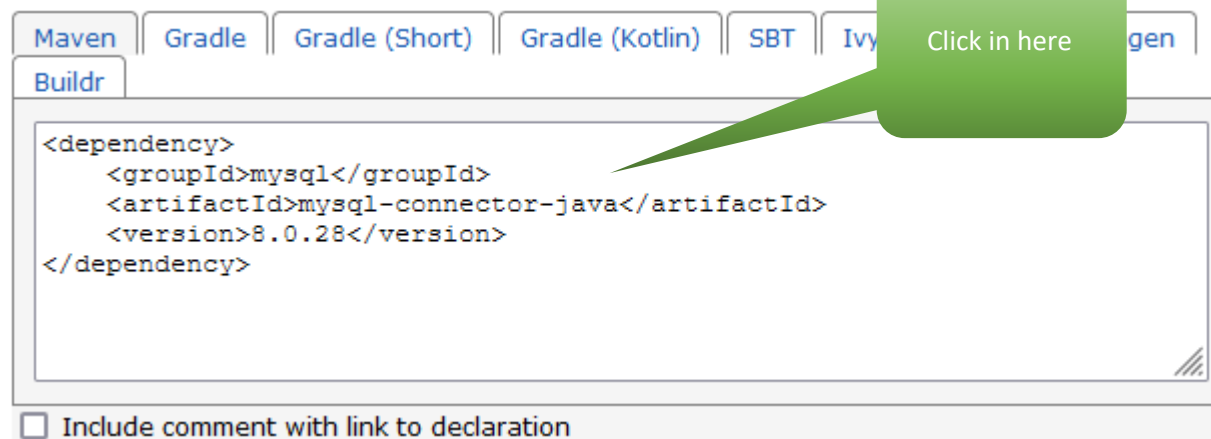 Maven Gradle Gradle (Short) Gradle (Kotlin) SBT Ivy gen
Click in here
Buildr
<dependency>
    <groupId>mysql</groupId>
    <artifactId>mysql-connector-java</artifactId>
    <version>8.0.28</version>
</dependency>
Include comment with link to declaration